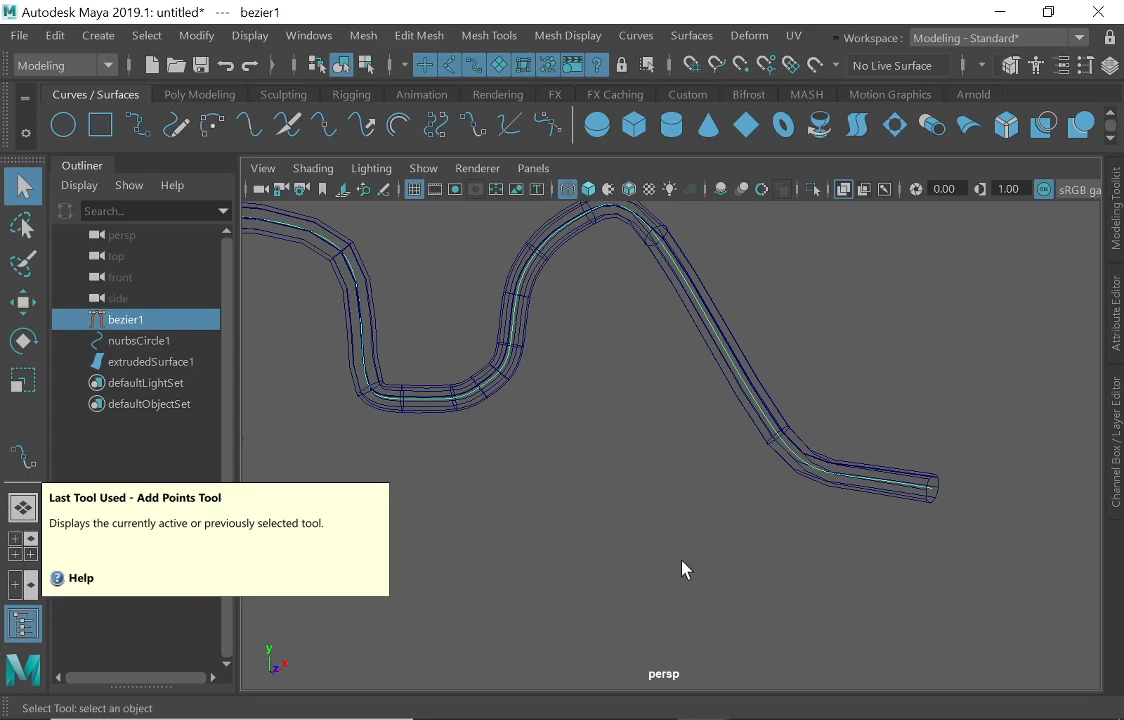 Autodesk Maya 2019.1: untitled* --- bezier1
File Edit Create Select Modify Display Windows Mesh Edit Mesh Mesh Tools Mesh Display Curves Surfaces Deform UV » Workspace: Modeling - Standard*
Modeling No Live Surface
Curves / Surfaces Poly Modeling Sculpting Rigging Animation Rendering FX FX Caching Custom Bifrost MASH Motion Graphics Arnold
Outliner
Display Show Help
Search...
persp
top
front
side
bezier1
nurbsCircle1
extrudedSurface1
defaultLightSet
defaultObjectSet
View Shading Lighting Show Renderer Panels
0.00 1.00 ON sRGB ga
Modeling Toolkit
Attribute Editor
Channel Box / Layer Editor
Last Tool Used - Add Points Tool
Displays the currently active or previously selected tool.
? Help
y
z x
persp
M
Select Tool: select an object